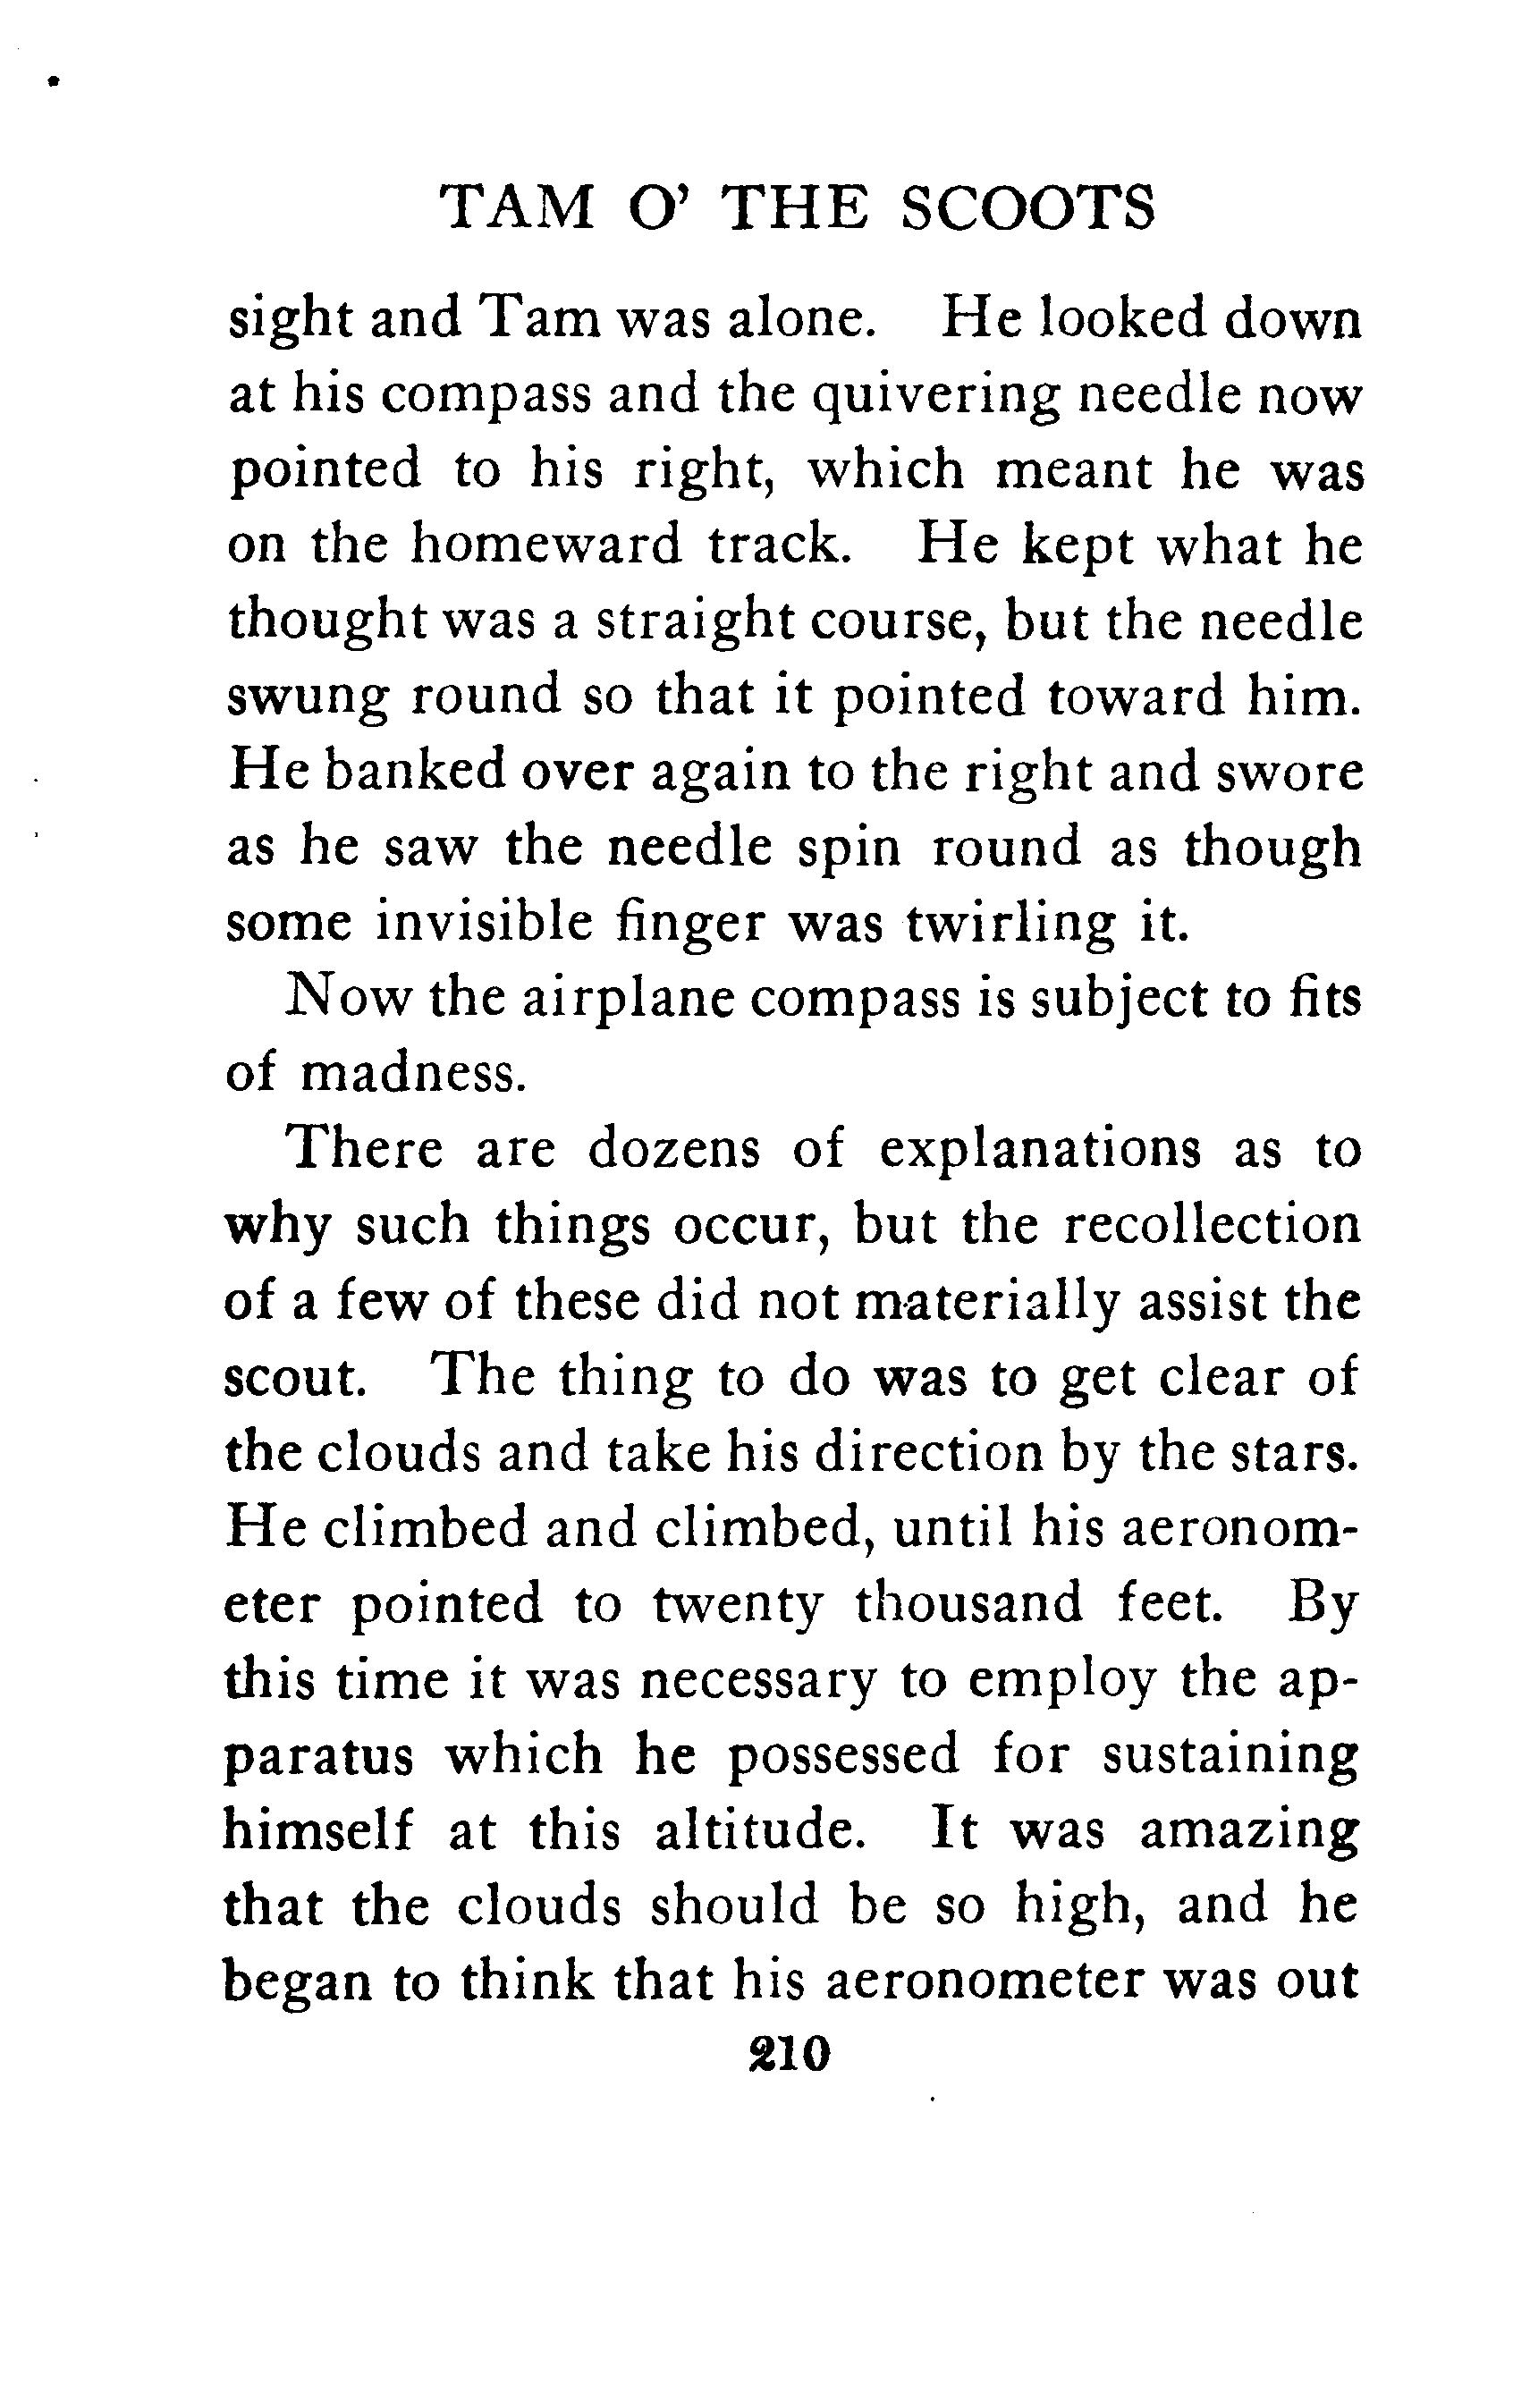 TAM O' THE SCOOTS
sight and Tam was alone. He looked down
at his compass and the quivering needle now
pointed to his right, which meant he was
on the homeward track. He kept what he
thought was a straight course, but the needle
swung round so that it pointed toward him.
He banked over again to the right and swore
as he saw the needle spin round as though
some invisible finger was twirling it.
Now the airplane compass is subject to fits
of madness.
There are dozens of explanations as to
why such things occur, but the recollection
of a few of these did not materially assist the
scout. The thing to do was to get clear of
the clouds and take his direction by the stars.
He climbed and climbed, until his aeronom-
eter pointed to twenty thousand feet. By
this time it was necessary to employ the ap-
paratus which he possessed for sustaining
himself at this altitude. It was amazing
that the clouds should be so high, and he
began to think that his aeronometer was out
210